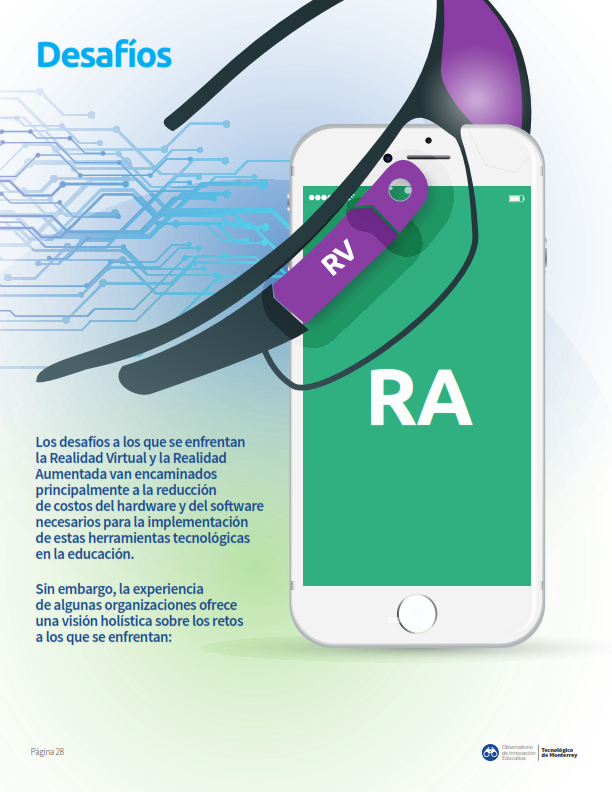 Desafíos
RV
RA
Los desafíos a los que se enfrentan
la Realidad Virtual y la Realidad
Aumentada van encaminados
principalmente a la reducción
de costos del hardware y del software
necesarios para la implementación
de estas herramientas tecnológicas
en la educación.
Sin embargo, la experiencia
de algunas organizaciones ofrece
una visión holística sobre los retos
a los que se enfrentan:
Página 28
Observatorio
de Innovación
Educativa
Tecnológico
de Monterrey